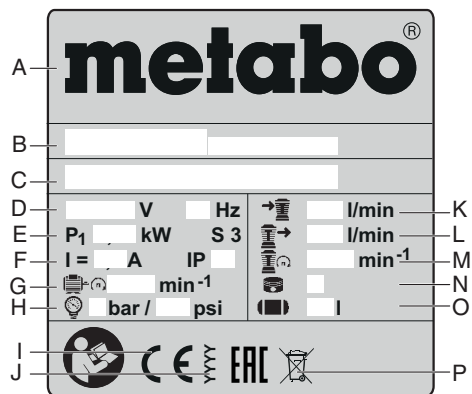 A metabo ®
B
C
D V Hz l/min K
E P1 , kW S 3 l/min L
F I = , A IP min-1 M
G n min-1 N
H bar / psi l O
I CE EAC
J P